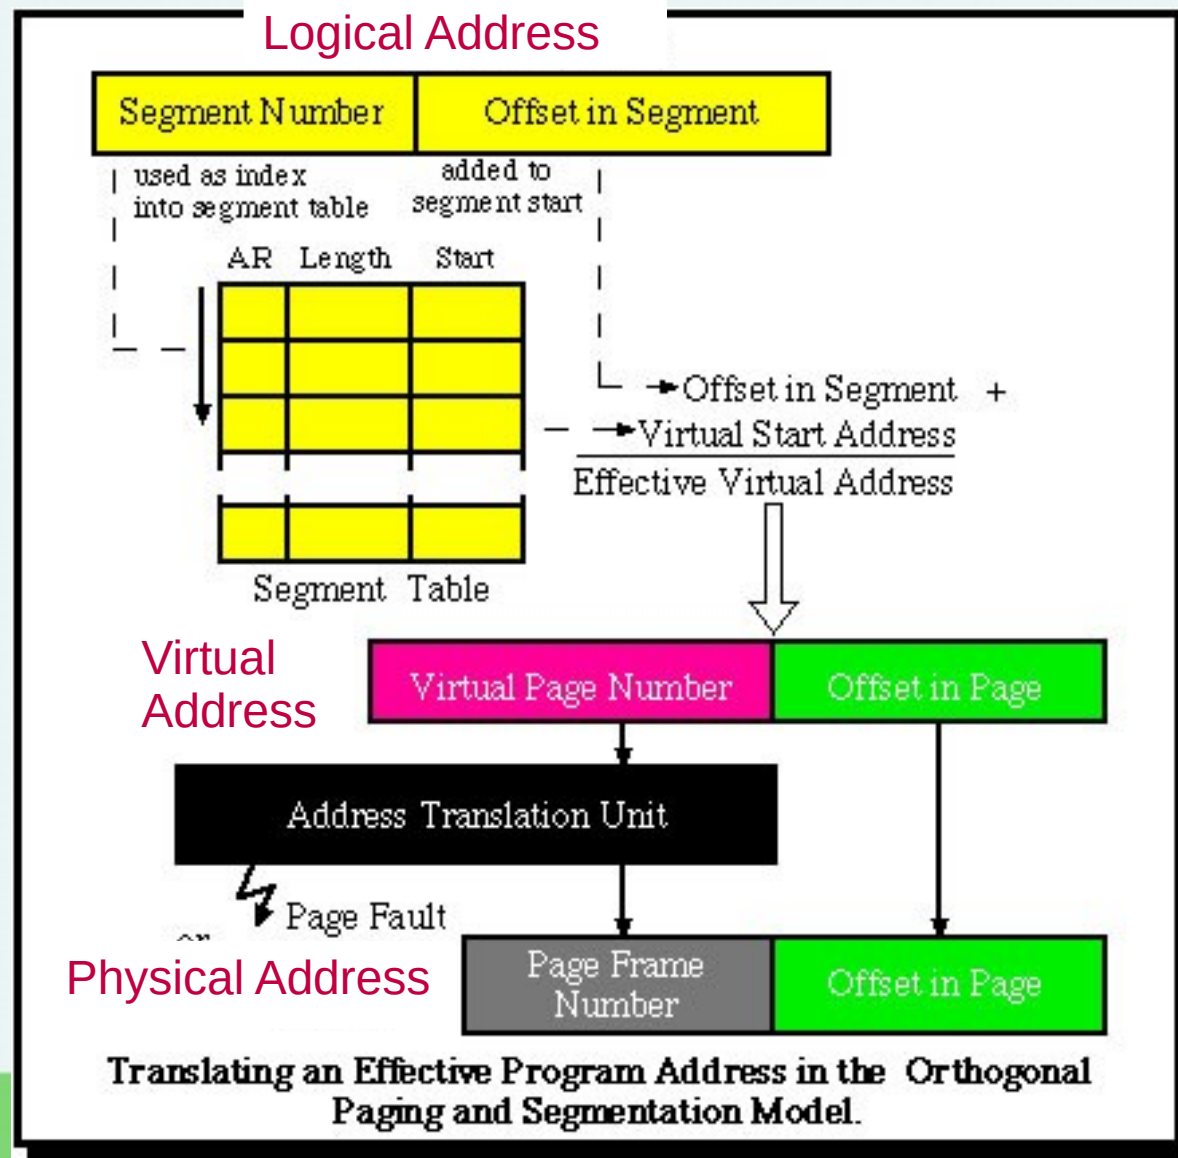 Logical Address
Segment Number Offset in Segment
used as index
into segment table
added to
segment start
AR Length Start
Offset in Segment +
Virtual Start Address
Effective Virtual Address
Segment Table
Virtual
Address
Virtual Page Number Offset in Page
Address Translation Unit
Page Fault
Physical Address
Page Frame
Number
Offset in Page
Translating an Effective Program Address in the Orthogonal
Paging and Segmentation Model.